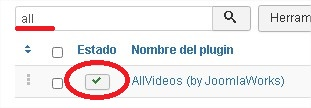 all
Herram
Estado Nombre del plugin
AllVideos (by JoomlaWorks)